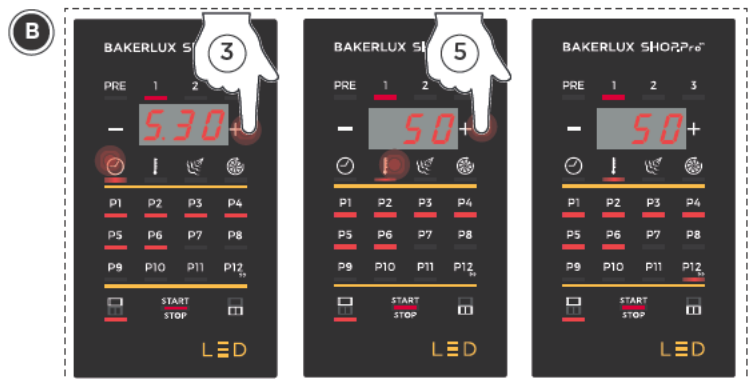 B
BAKERLUX S
3
PRE 1 2
− 5.30 +
P1 P2 P3 P4
P5 P6 P7 P8
P9 P10 P11 P12
START
STOP
LED
BAKERLUX S
5
PRE 1 2
− 50 +
P1 P2 P3 P4
P5 P6 P7 P8
P9 P10 P11 P12
START
STOP
LED
BAKERLUX SHOP.Pro™
PRE 1 2 3
− 50 +
P1 P2 P3 P4
P5 P6 P7 P8
P9 P10 P11 P12
START
STOP
LED